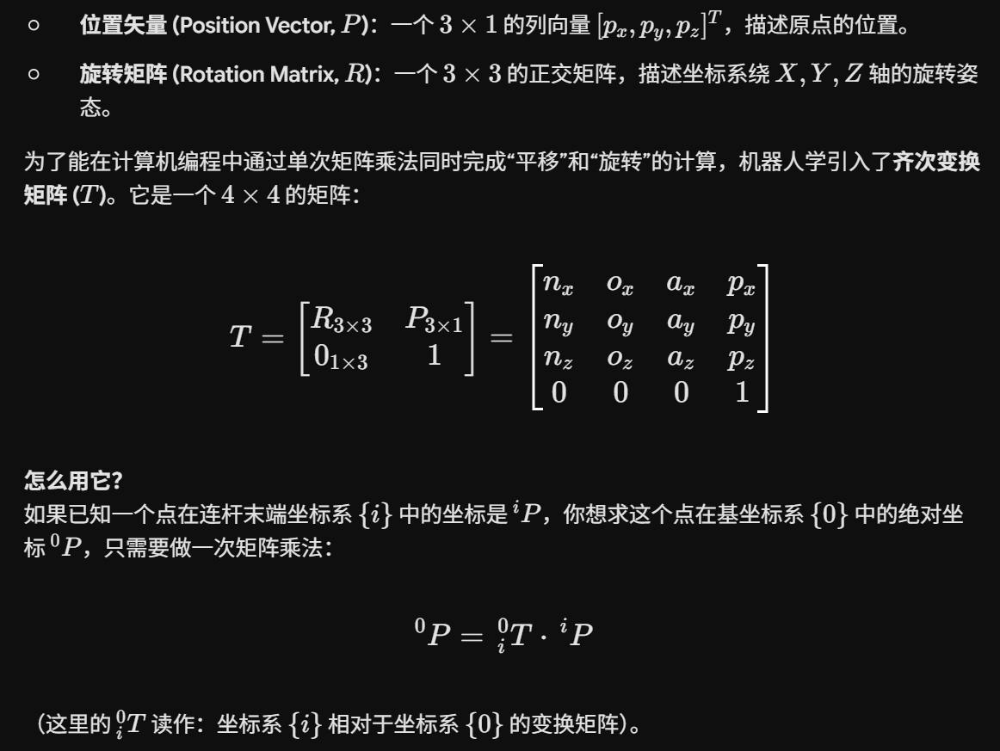 ○ 位置矢量 (Position Vector, $P$)：一个 $3 \times 1$ 的列向量 $[p_x, p_y, p_z]^T$，描述原点的位置。
○ 旋转矩阵 (Rotation Matrix, $R$)：一个 $3 \times 3$ 的正交矩阵，描述坐标系绕 $X, Y, Z$ 轴的旋转姿
态。
为了能在计算机编程中通过单次矩阵乘法同时完成“平移”和“旋转”的计算，机器人学引入了齐次变换
矩阵 ($T$)。它是一个 $4 \times 4$ 的矩阵：
$T = \begin{bmatrix} R_{3 \times 3} & P_{3 \times 1} \\ 0_{1 \times 3} & 1 \end{bmatrix} = \begin{bmatrix} n_x & o_x & a_x & p_x \\ n_y & o_y & a_y & p_y \\ n_z & o_z & a_z & p_z \\ 0 & 0 & 0 & 1 \end{bmatrix}$
怎么用它？
如果已知一个点在连杆末端坐标系 $\{i\}$ 中的坐标是 ${}^iP$，你想求这个点在基坐标系 $\{0\}$ 中的绝对坐
标 ${}^0P$，只需要做一次矩阵乘法：
${}^0P = {}^0_iT \cdot {}^iP$
（这里的 ${}^0_iT$ 读作：坐标系 $\{i\}$ 相对于坐标系 $\{0\}$ 的变换矩阵）。